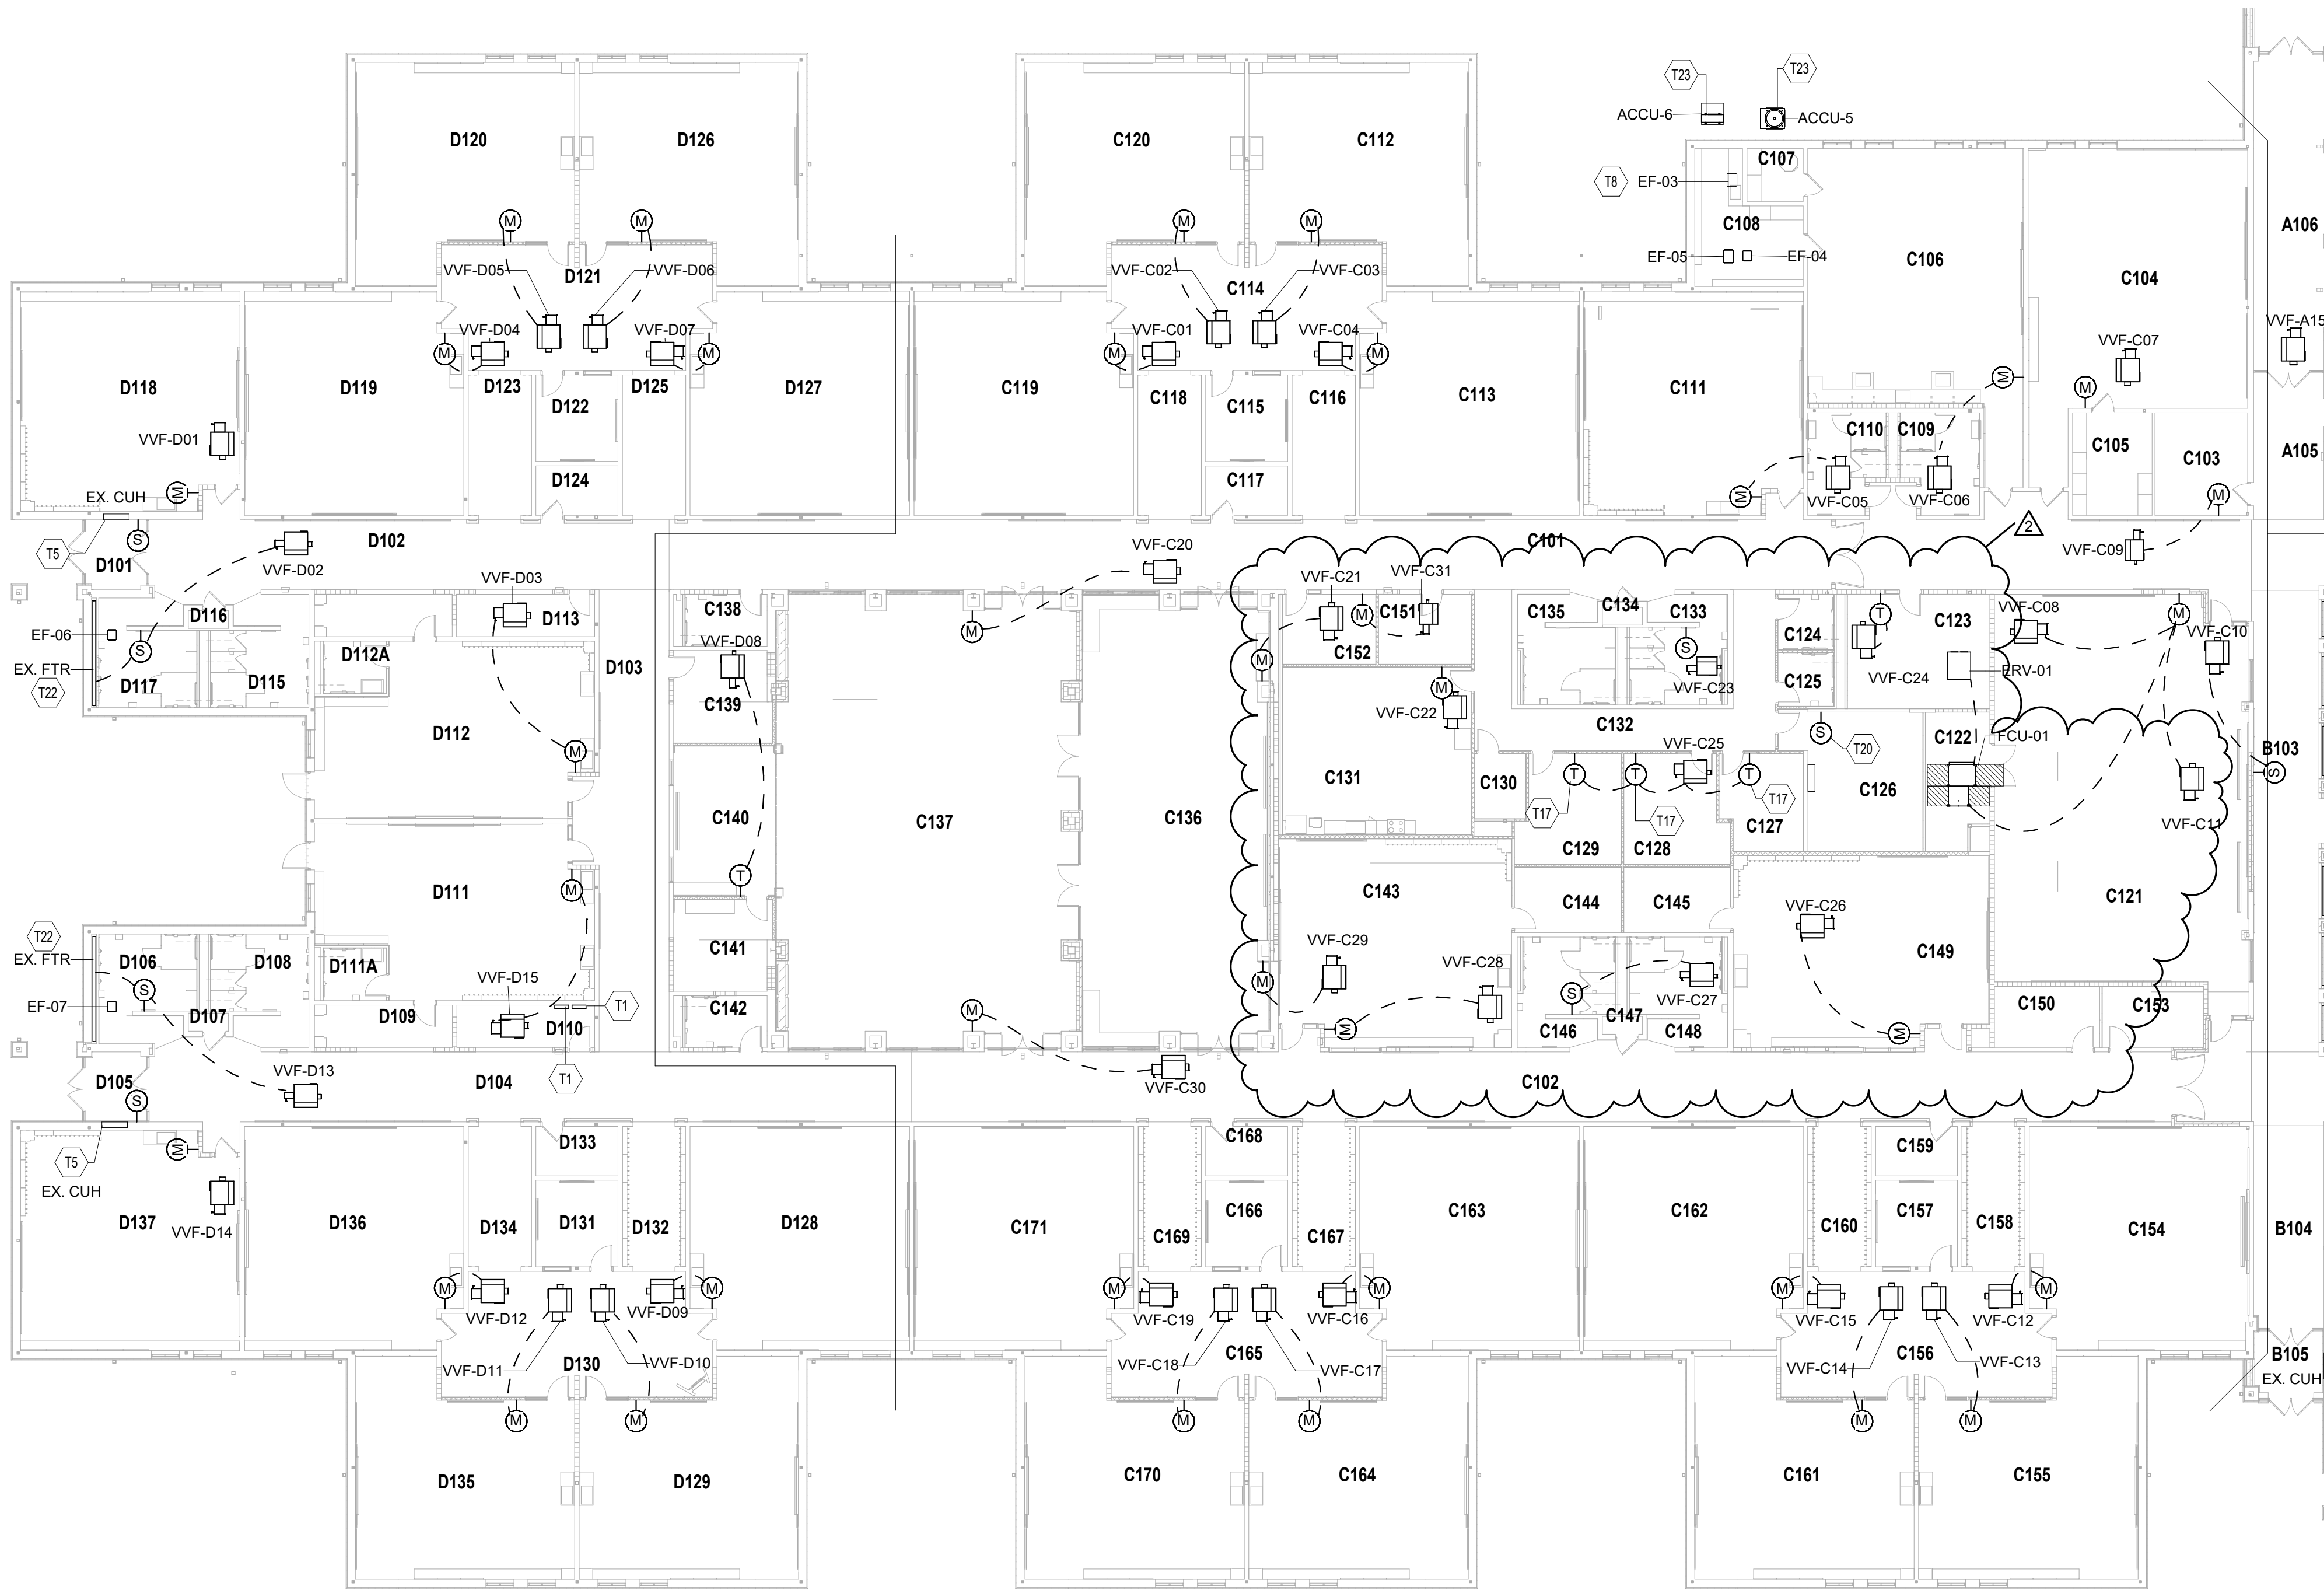 T23
T23
ACCU-6
ACCU-5
D120
D126
C120
C112
C107
T8
EF-03
C108
A106
EF-05
EF-04
C106
C104
M
M
M
M
VVF-D05
D121
VVF-D06
VVF-C02
C114
VVF-C03
VVF-A15
VVF-D04
VVF-D07
VVF-C01
VVF-C04
VVF-C07
M
M
M
M
M
M
D118
D119
D123
D122
D125
D127
C119
C118
C115
C116
C113
C111
VVF-D01
C110
C109
C105
C103
A105
D124
C117
EX. CUH
M
M
VVF-C05
VVF-C06
M
S
2
T5
D101
D102
VVF-D02
VVF-D03
VVF-C20
C101
VVF-C09
VVF-C21
VVF-C31
EF-06
D116
D113
C138
M
M
C151
C135
C134
C133
T
C124
C123
VVF-C08
M
VVF-C10
S
EX. FTR
T22
D117
D115
D112A
D103
VVF-D08
M
C152
S
VVF-C23
C125
VVF-C24
ERV-01
C139
M
VVF-C22
C132
D112
M
S
T20
C122
FCU-01
B103
S
VVF-C25
C131
C130
T
T
T
T17
T17
T17
C126
C140
C137
C136
C127
VVF-C11
C129
C128
D111
M
T
C143
C144
C145
C121
T22
EX. FTR
VVF-C26
D106
D108
D111A
C141
VVF-C29
VVF-C28
C149
S
VVF-D15
T1
M
S
VVF-C27
EF-07
D107
D109
D110
C142
M
M
C146
C147
C148
M
C150
C153
VVF-D13
D105
D104
T1
VVF-C30
C102
S
M
T5
EX. CUH
D133
C168
C159
D137
VVF-D14
D136
D134
D131
D132
D128
C171
C169
C166
C167
C163
C162
C160
C157
C158
C154
B104
M
M
M
M
M
M
VVF-D12
VVF-D09
VVF-C19
VVF-C16
VVF-C15
VVF-C12
VVF-D11
D130
VVF-D10
VVF-C18
C165
VVF-C17
VVF-C14
C156
VVF-C13
B105
EX. CUH
M
M
M
M
M
M
D135
D129
C170
C164
C161
C155